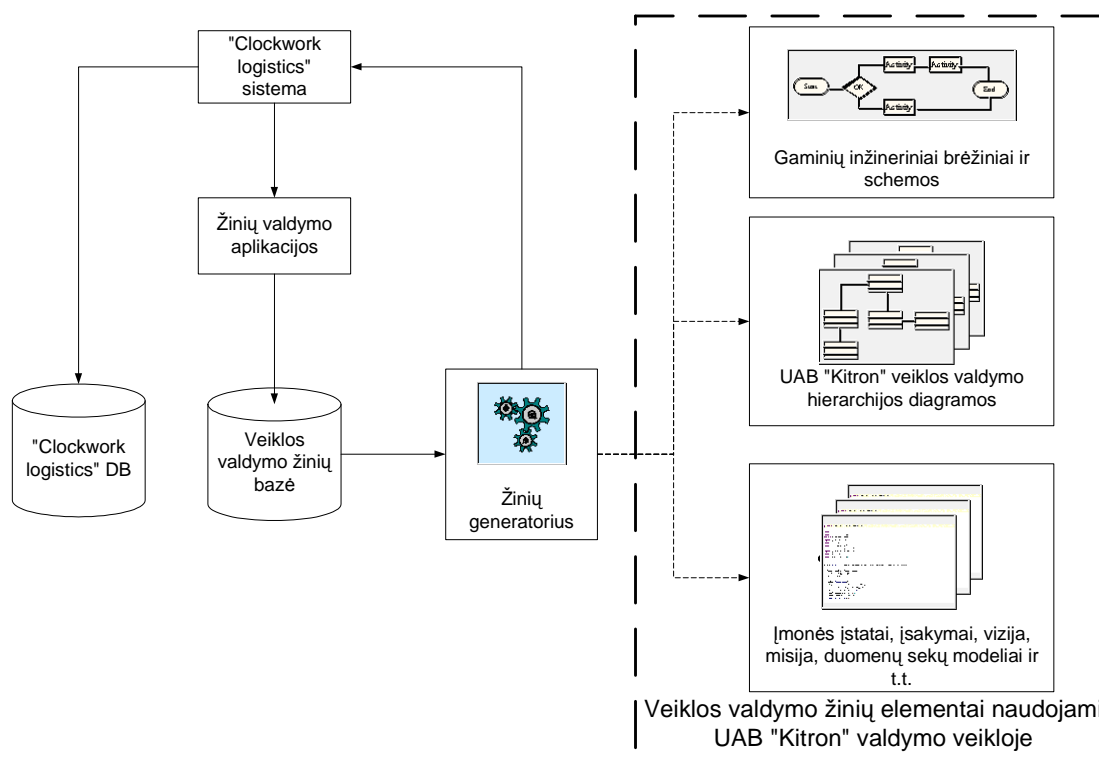 "Clockwork
logistics"
sistema
Žinių valdymo
aplikacijos
"Clockwork
logistics" DB
Veiklos
valdymo žinių
bazė
Žinių
generatorius
Activity
Activity
OK
End
Activity
Gaminių inžineriniai brėžiniai ir
schemos
UAB "Kitron" veiklos valdymo
hierarchijos diagramos
Įmonės įstatai, įsakymai, vizija,
misija, duomenų sekų modeliai ir
t.t.
Veiklos valdymo žinių elementai naudojami
UAB "Kitron" valdymo veikloje